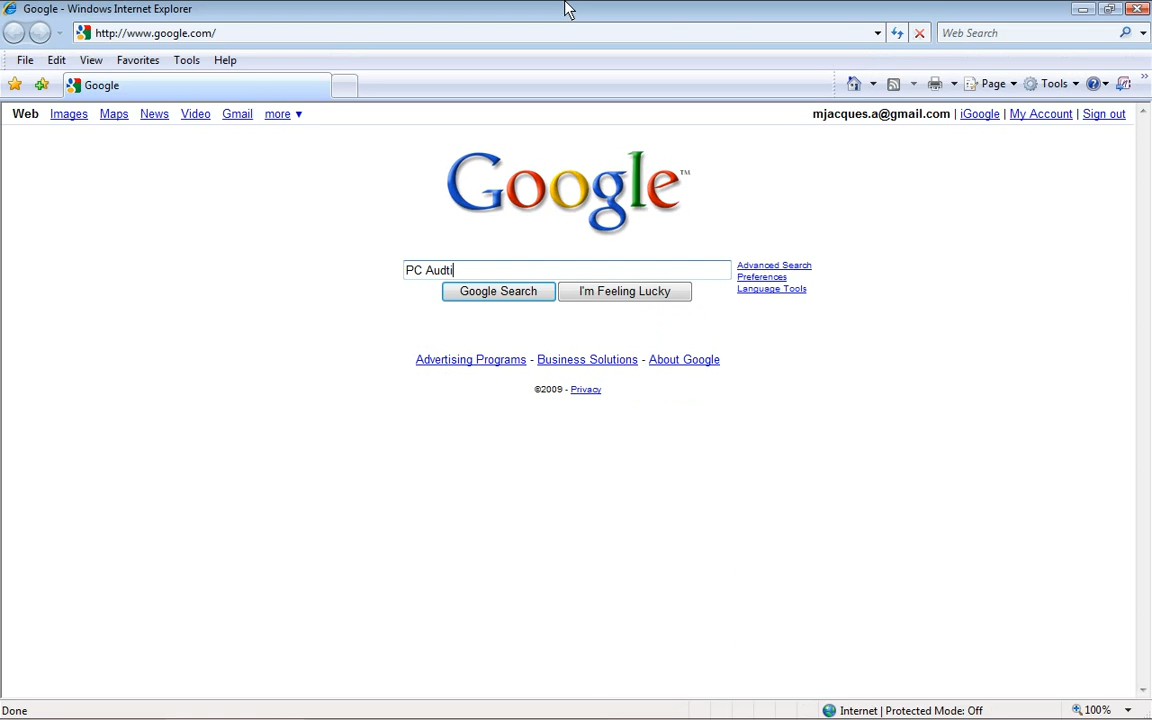 Google - Windows Internet Explorer
http://www.google.com/ Web Search
File Edit View Favorites Tools Help
Google Page Tools
Web Images Maps News Video Gmail more ▼ mjacques.a@gmail.com | iGoogle | My Account | Sign out
Google™
PC Audti Advanced Search
Preferences
Google Search I'm Feeling Lucky Language Tools
Advertising Programs - Business Solutions - About Google
©2009 - Privacy
Done Internet | Protected Mode: Off 100%